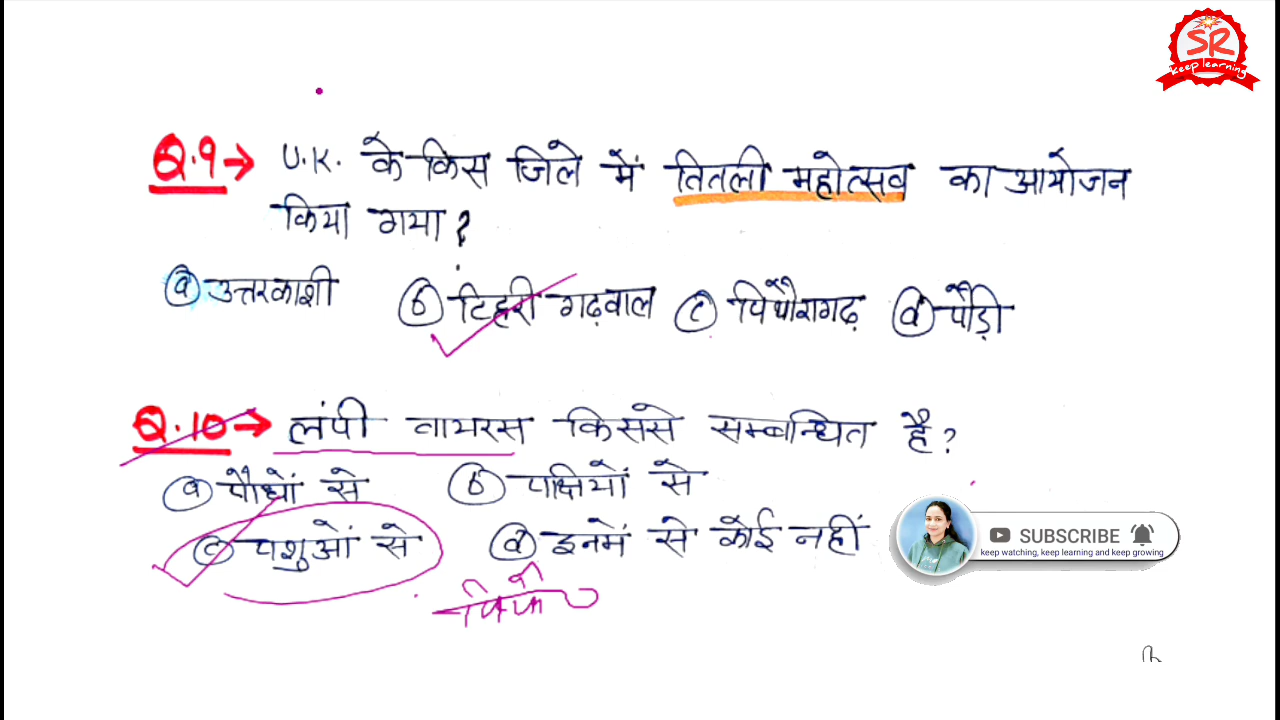 SR
keep learning
Q.9→ U.K. के किस जिले में तितली महोत्सव का आयोजन
किया गया?
(a) उत्तरकाशी (b) टिहरी गढ़वाल (c) पिथौरागढ़ (d) पौड़ी
Q.10→ लंपी वायरस किससे सम्बन्धित है?
(a) पौधों से (b) पक्षियों से
(c) पशुओं से (d) इनमें से कोई नहीं
SUBSCRIBE
keep watching, keep learning and keep growing